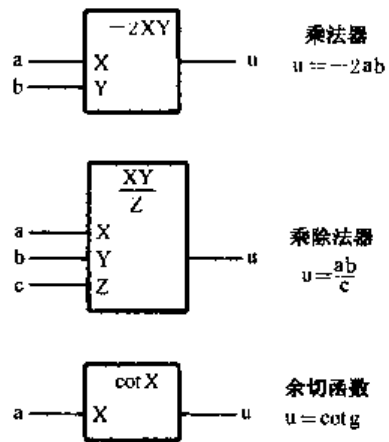 -2XY
a X u
b Y
乘法器
u=-2ab
XY
Z
a X
b Y u
c Z
乘除法器
u=ab/c
cotX
a X u
余切函数
u=cotg